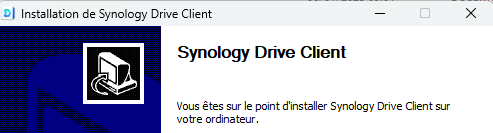 Installation de Synology Drive Client
Synology Drive Client
Vous êtes sur le point d'installer Synology Drive Client sur
votre ordinateur.